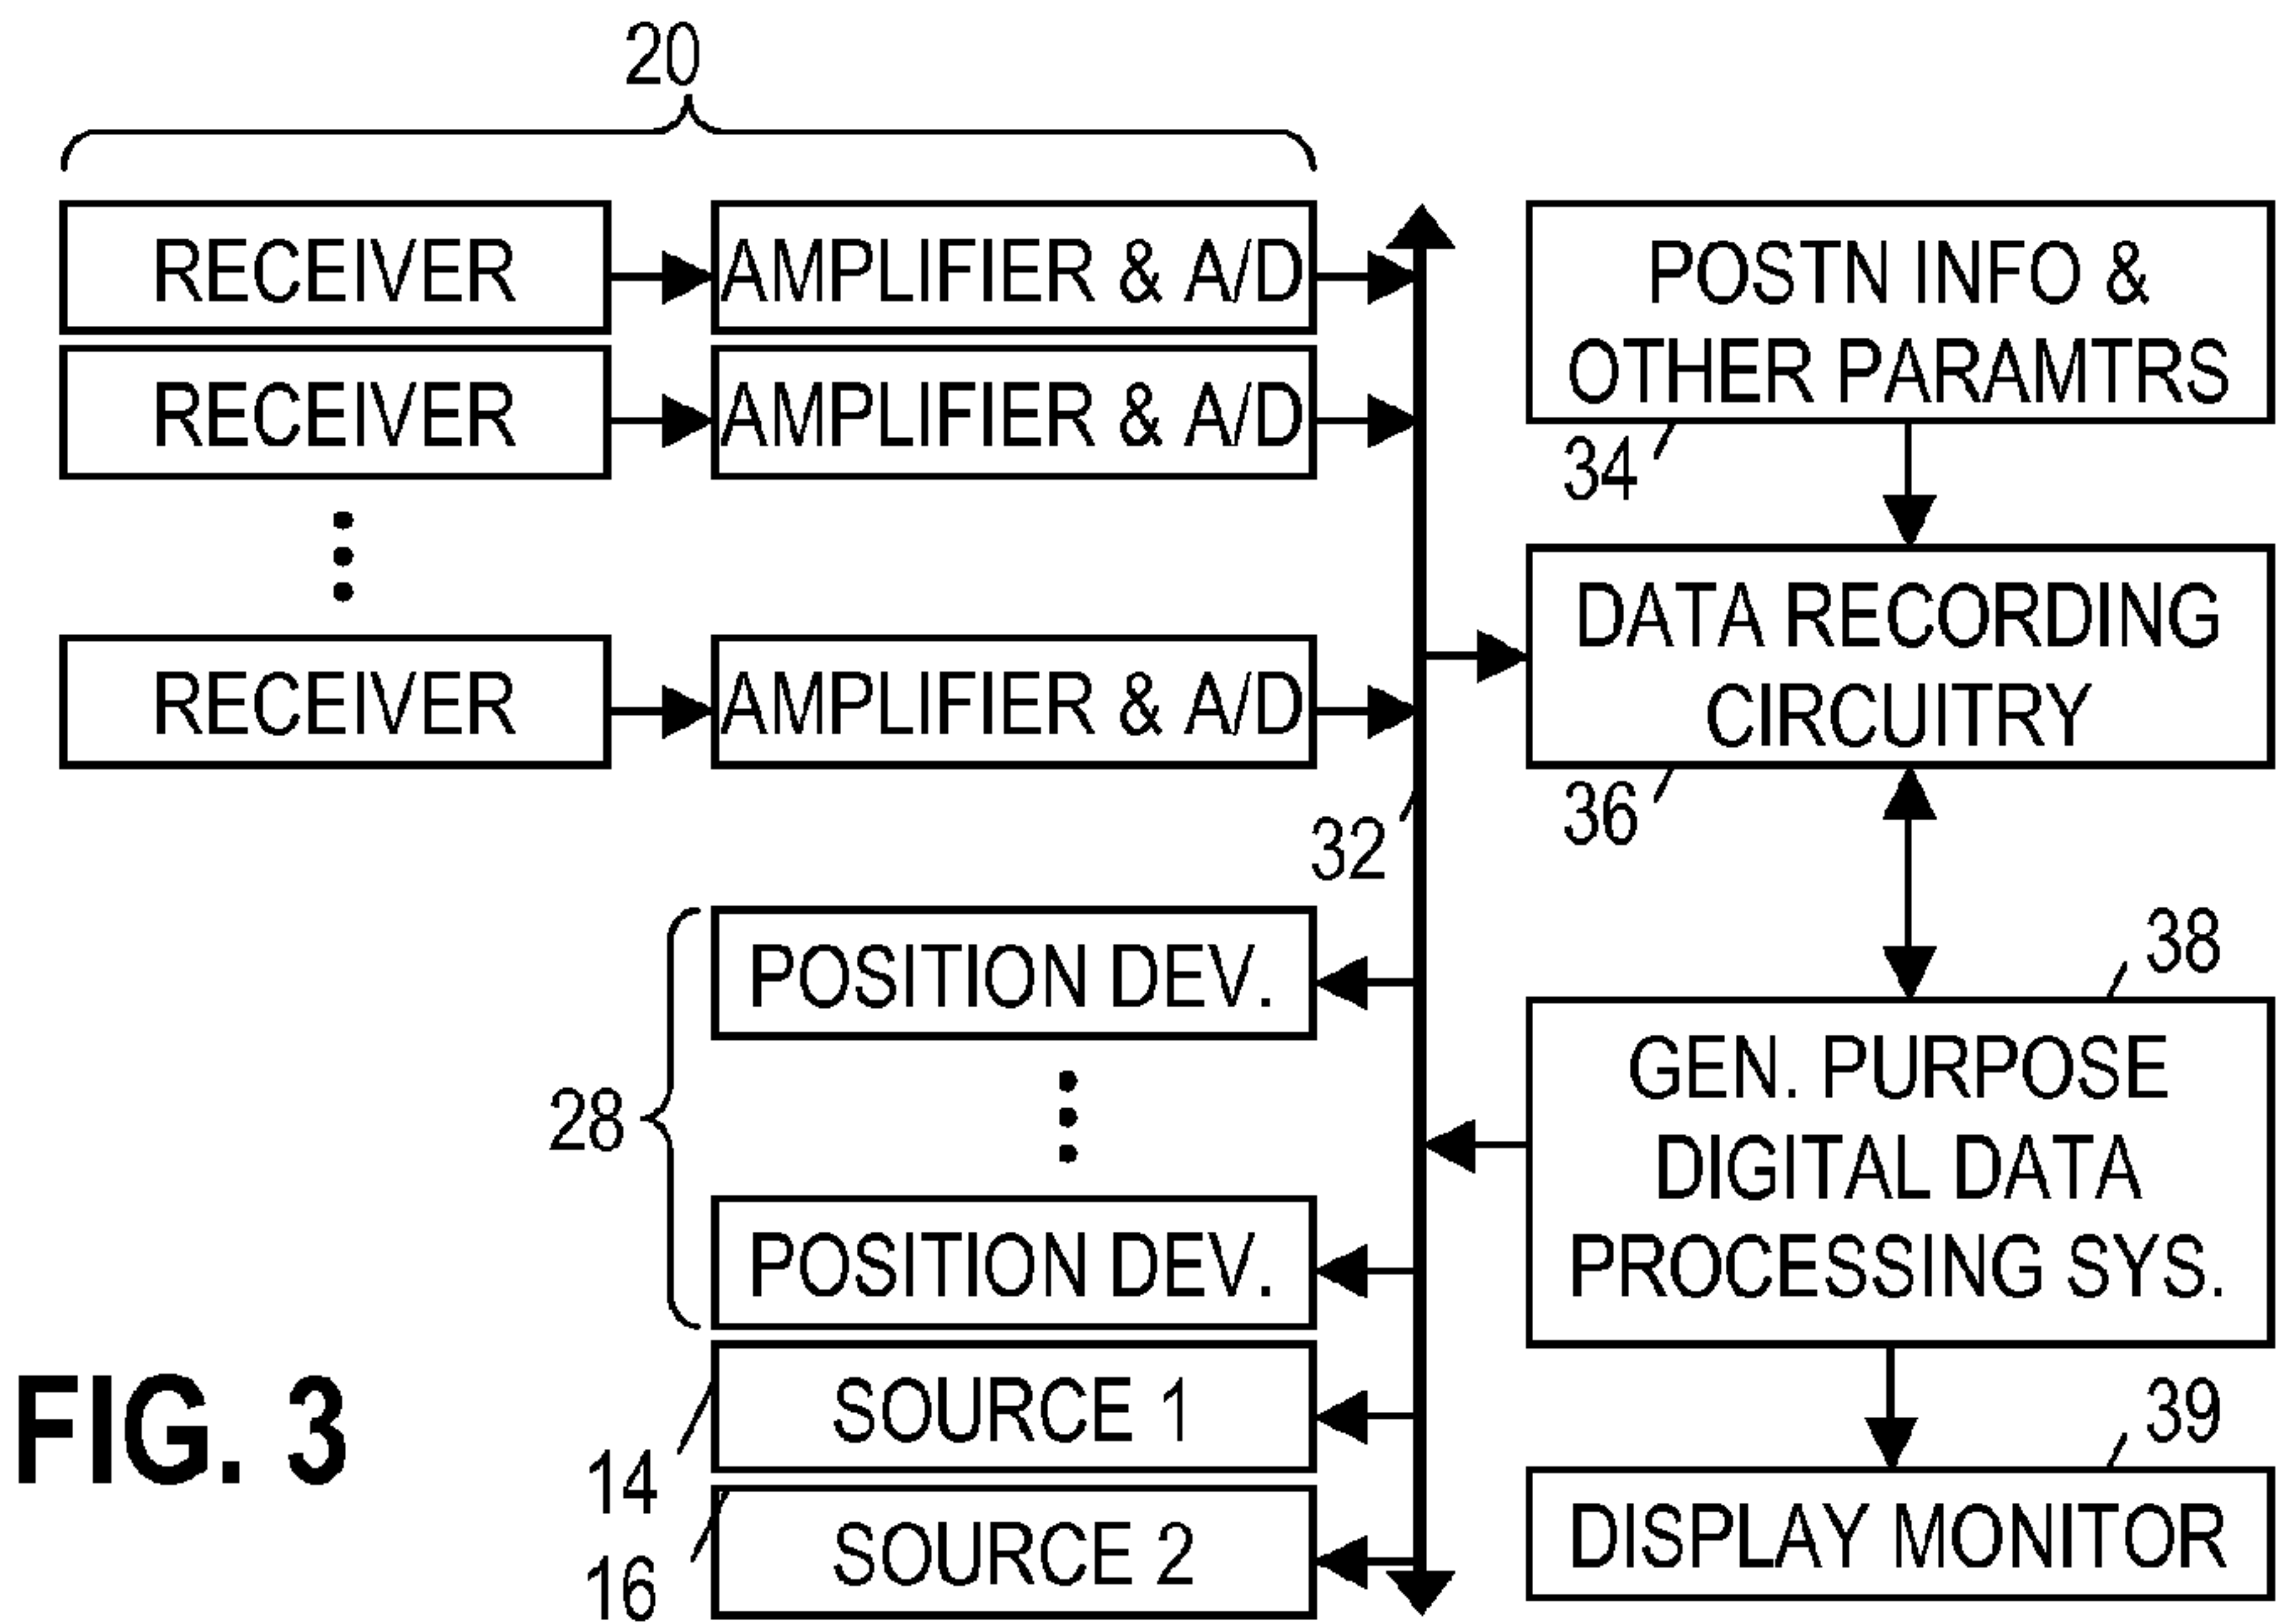 20
RECEIVER
AMPLIFIER & A/D
RECEIVER
AMPLIFIER & A/D
RECEIVER
AMPLIFIER & A/D
32
POSTN INFO &
OTHER PARAMTRS
34
DATA RECORDING
CIRCUITRY
36
28
POSITION DEV.
POSITION DEV.
SOURCE 1
14
SOURCE 2
16
38
GEN. PURPOSE
DIGITAL DATA
PROCESSING SYS.
39
DISPLAY MONITOR
FIG. 3